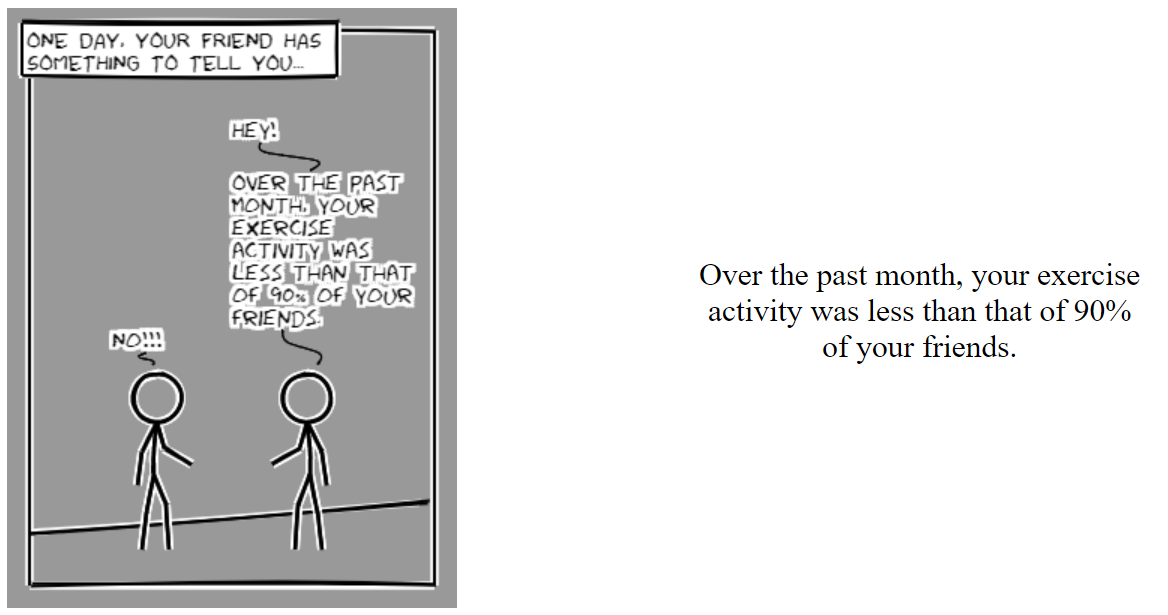 ONE DAY, YOUR FRIEND HAS
SOMETHING TO TELL YOU...
HEY!
OVER THE PAST
MONTH, YOUR
EXERCISE
ACTIVITY WAS
LESS THAN THAT
OF 90% OF YOUR
FRIENDS.
NO!!!
Over the past month, your exercise
activity was less than that of 90%
of your friends.